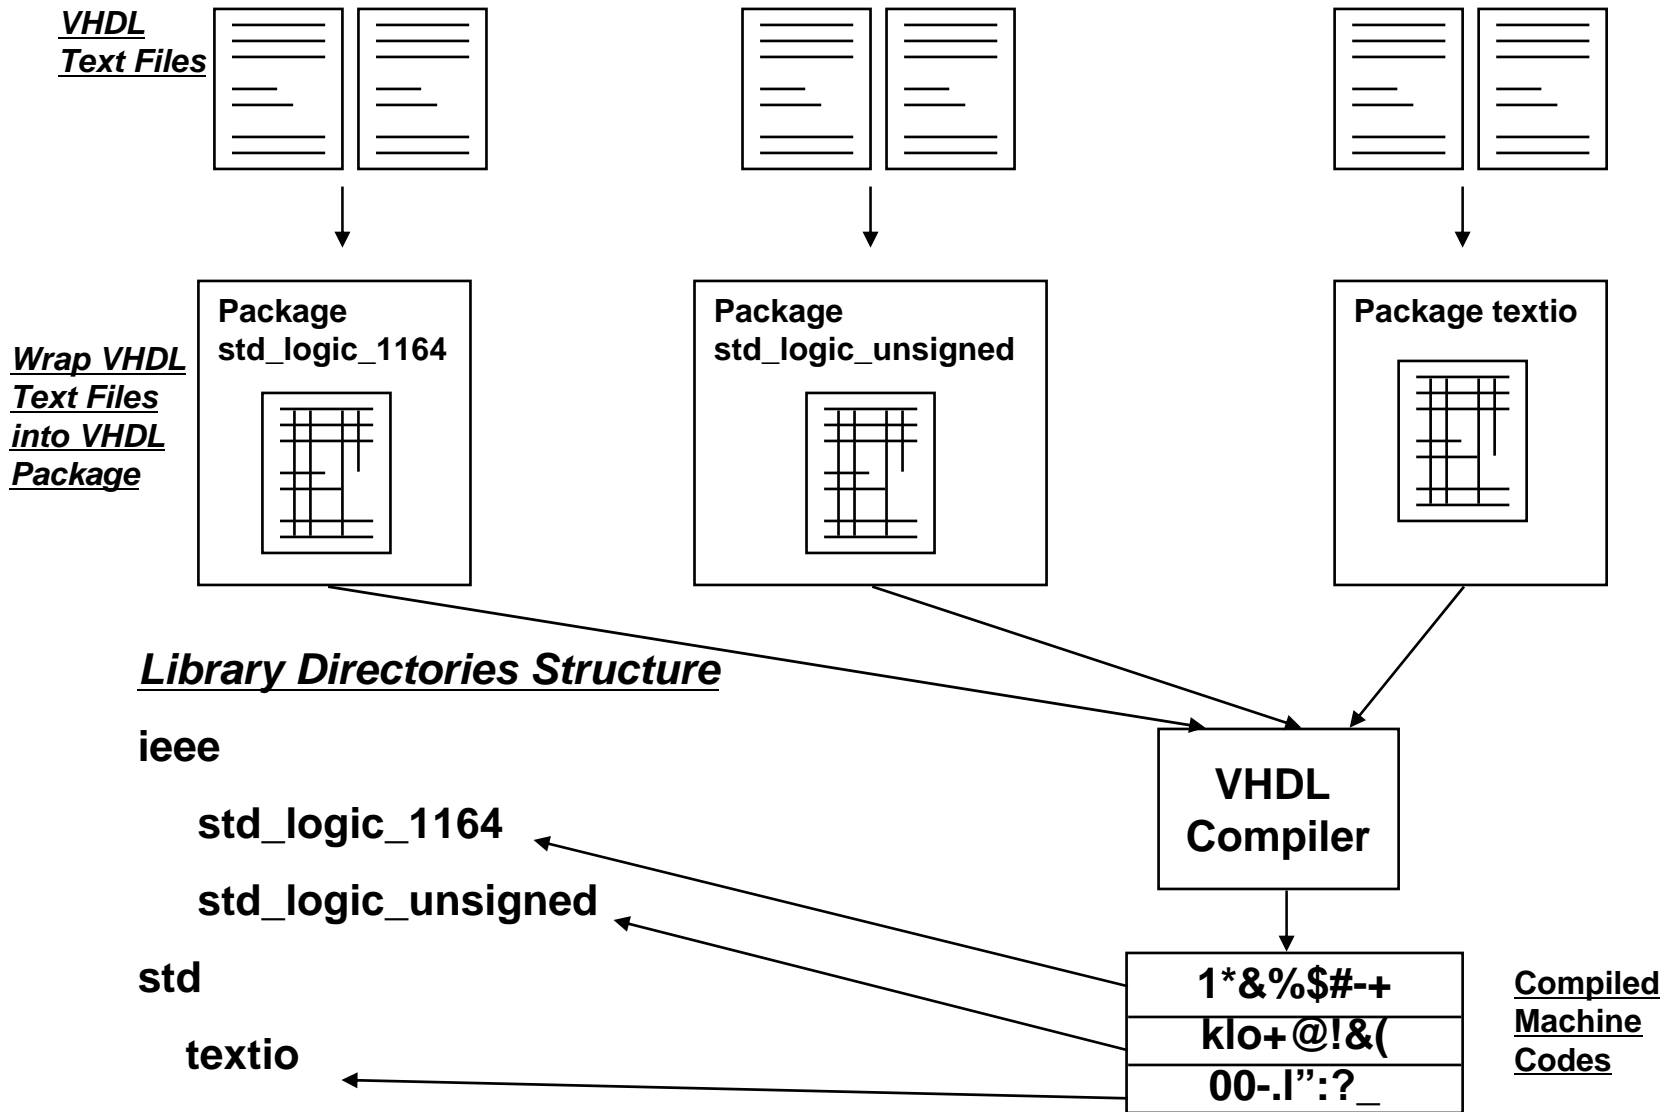 VHDL
Text Files
Package
std_logic_1164
Package
std_logic_unsigned
Package textio
Wrap VHDL
Text Files
into VHDL
Package
Library Directories Structure
ieee
std_logic_1164
std_logic_unsigned
std
textio
VHDL
Compiler
1*&%$#-+
klo+@!&(
00-.l”:?_
Compiled
Machine
Codes